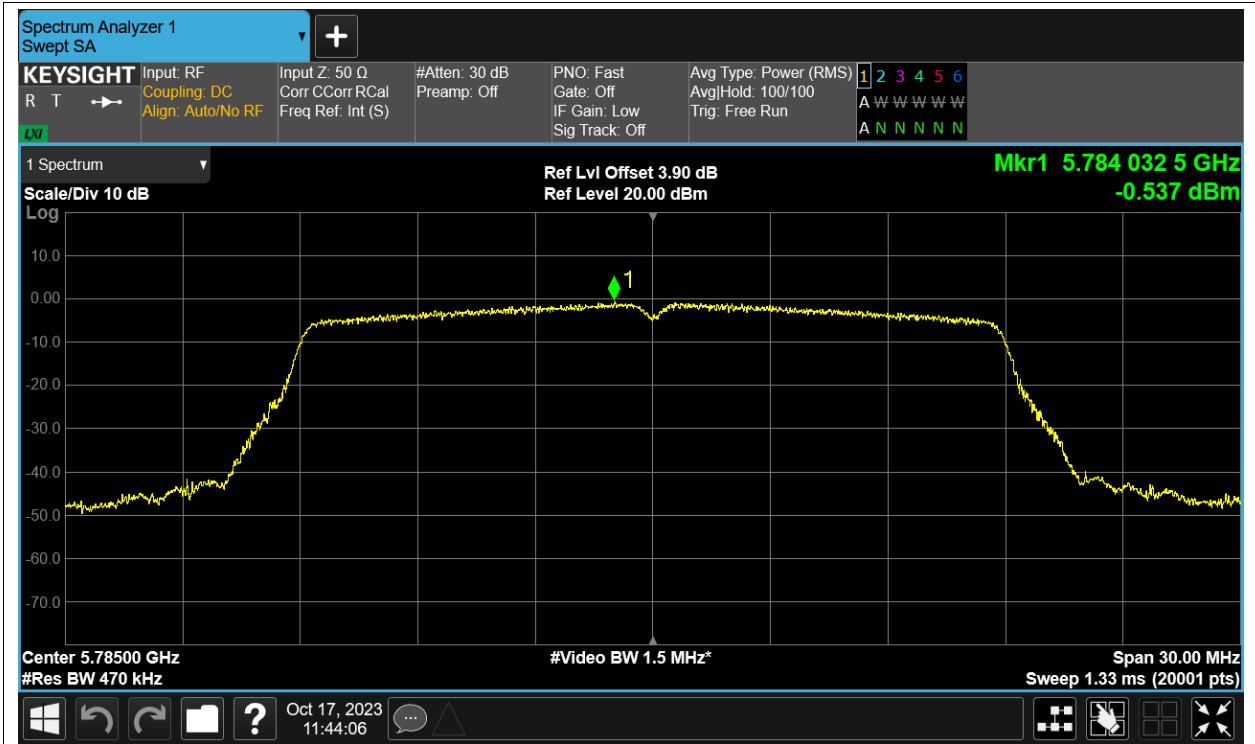 Spectrum Analyzer 1
Swept SA
KEYSIGHT
R T
LXI
Input: RF
Coupling: DC
Align: Auto/No RF
Input Z: 50 Ω
Corr CCorr RCal
Freq Ref: Int (S)
#Atten: 30 dB
Preamp: Off
PNO: Fast
Gate: Off
IF Gain: Low
Sig Track: Off
Avg Type: Power (RMS)
Avg|Hold: 100/100
Trig: Free Run
1 2 3 4 5 6
A W W W W W
A N N N N N
1 Spectrum
Scale/Div 10 dB
Log
Ref Lvl Offset 3.90 dB
Ref Level 20.00 dBm
Mkr1 5.784 032 5 GHz
-0.537 dBm
1
10.0
0.00
-10.0
-20.0
-30.0
-40.0
-50.0
-60.0
-70.0
Center 5.78500 GHz
#Res BW 470 kHz
#Video BW 1.5 MHz*
Span 30.00 MHz
Sweep 1.33 ms (20001 pts)
?
Oct 17, 2023
11:44:06